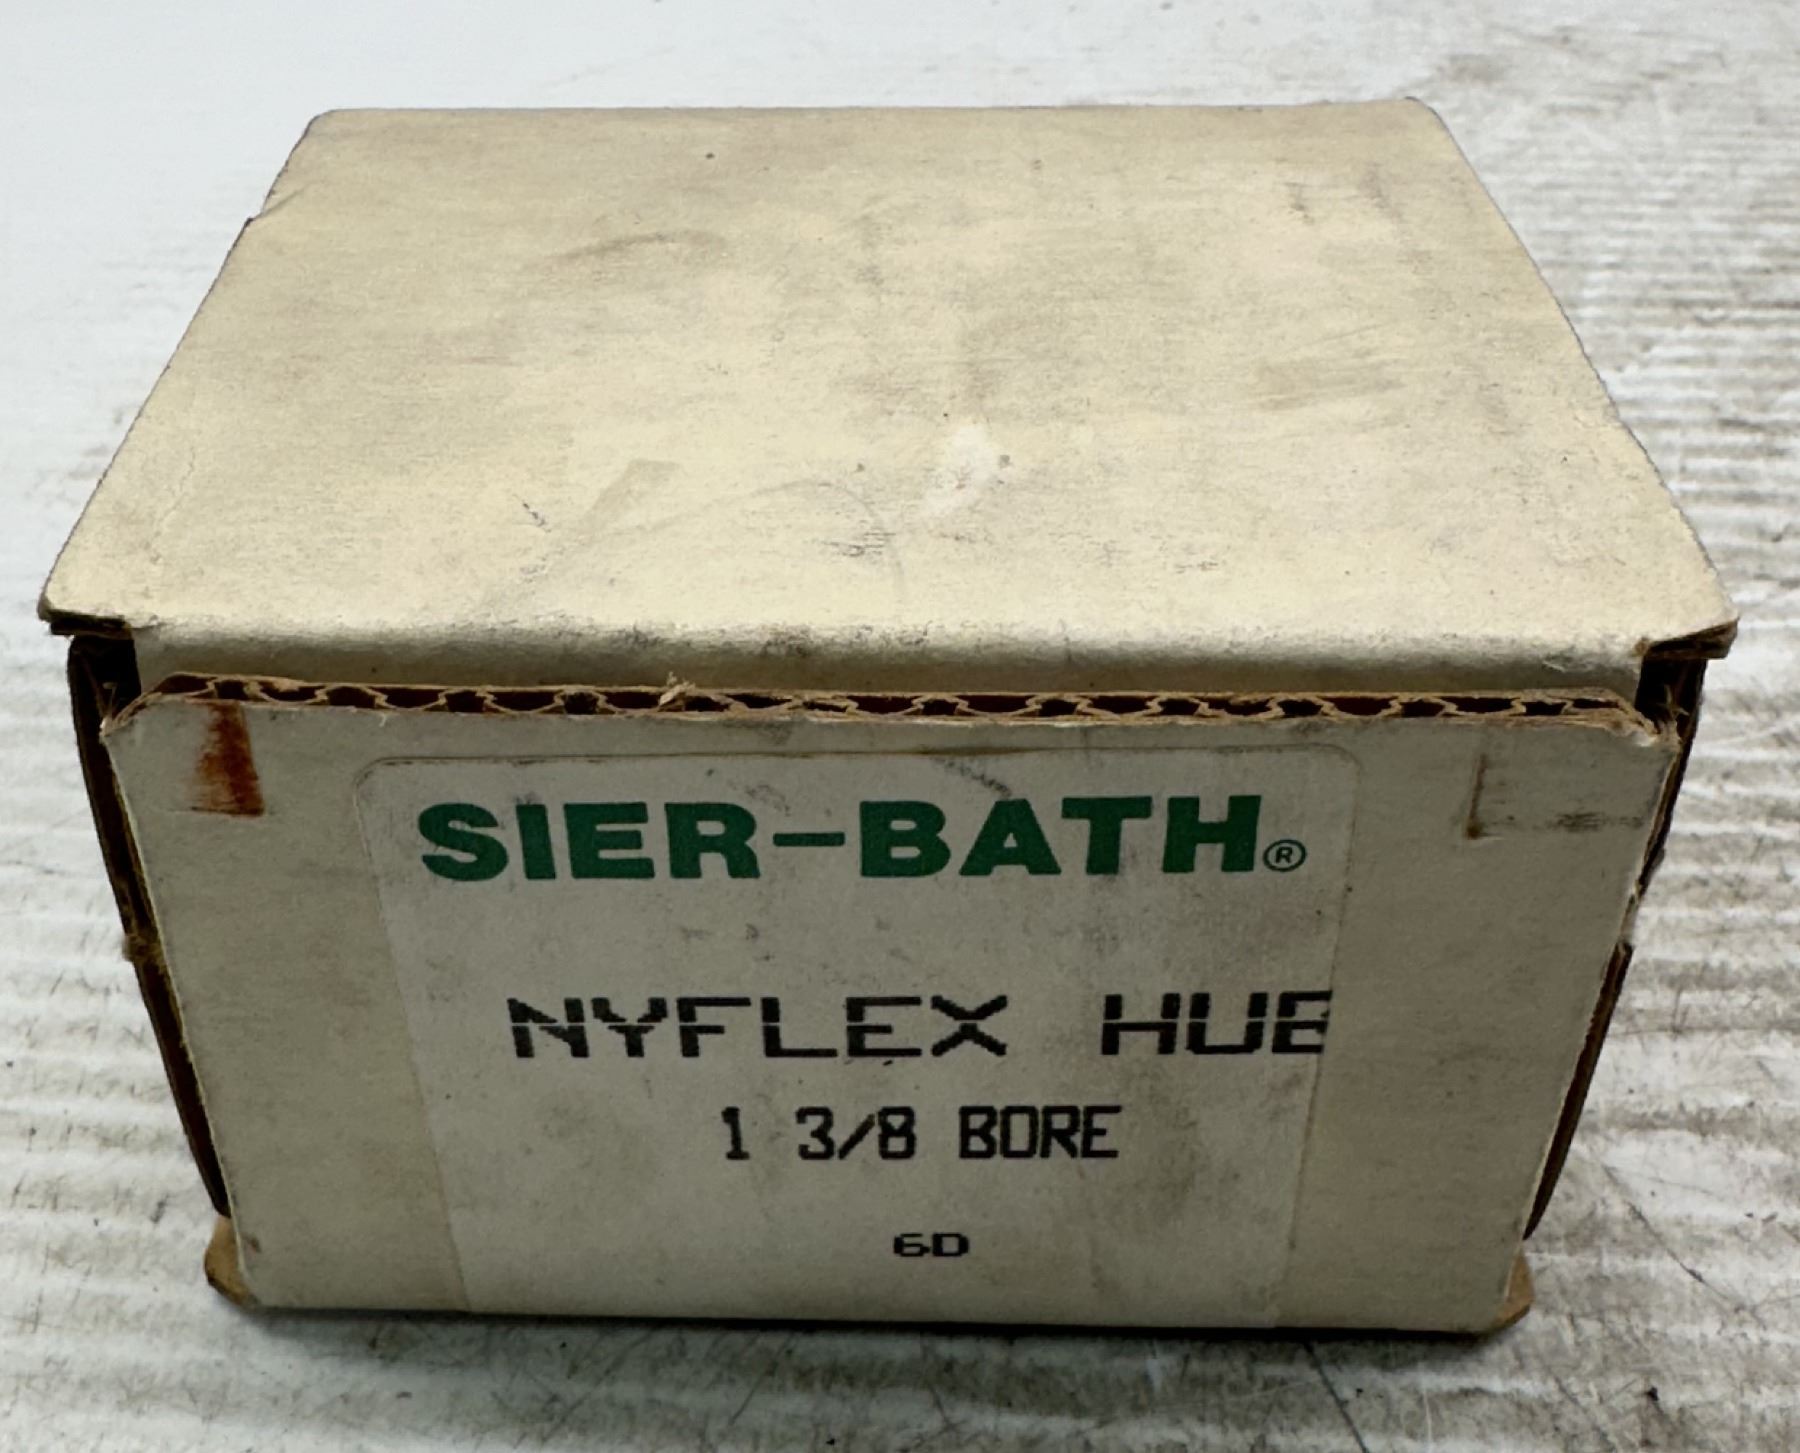 SIER-BATH®
NYFLEX HUB
1 3/8 BORE
6D